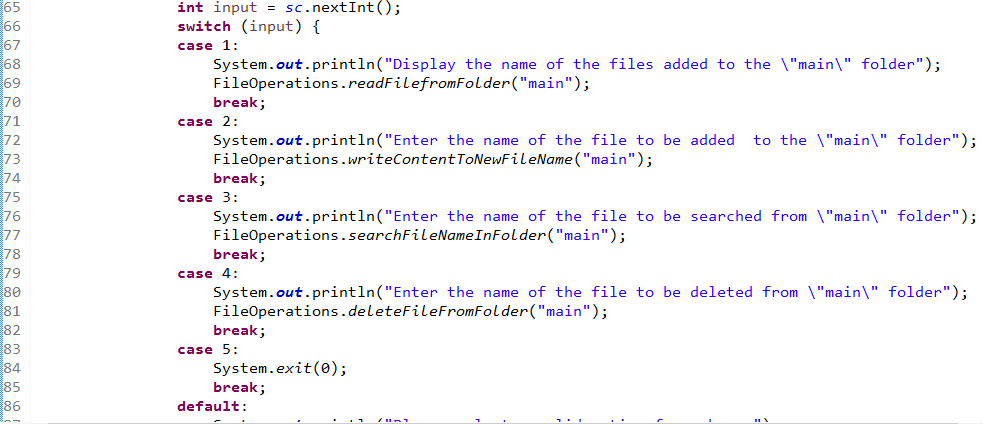 65 int input = sc.nextInt();
66 switch (input) {
67 case 1:
68 System.out.println("Display the name of the files added to the \"main\" folder");
69 FileOperations.readFilefromFolder("main");
70 break;
71 case 2:
72 System.out.println("Enter the name of the file to be added  to the \"main\" folder");
73 FileOperations.writeContentToNewFileName("main");
74 break;
75 case 3:
76 System.out.println("Enter the name of the file to be searched from \"main\" folder");
77 FileOperations.searchFileNameInFolder("main");
78 break;
79 case 4:
80 System.out.println("Enter the name of the file to be deleted from \"main\" folder");
81 FileOperations.deleteFileFromFolder("main");
82 break;
83 case 5:
84 System.exit(0);
85 break;
86 default: